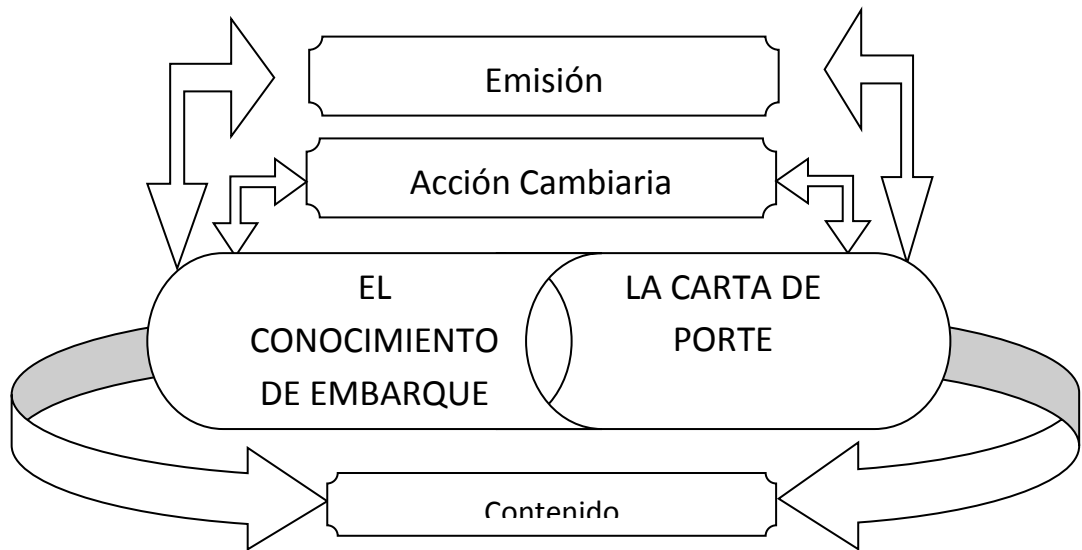 Emisión
Acción Cambiaria
EL
CONOCIMIENTO
DE EMBARQUE
LA CARTA DE
PORTE
Contenido